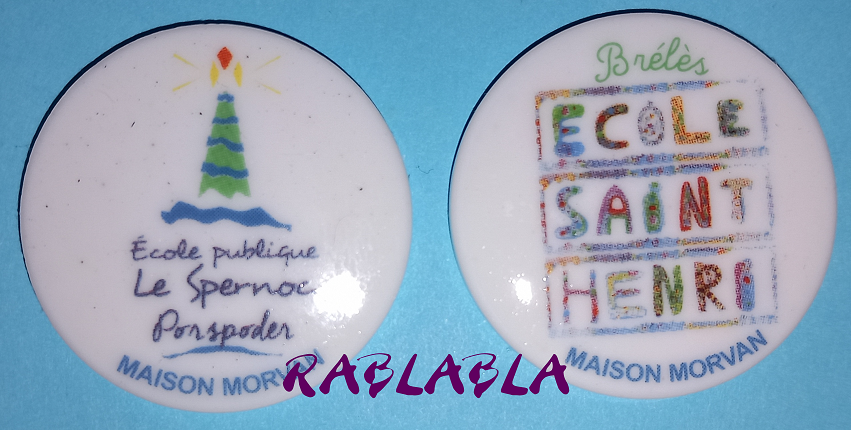 École publique
Le Spernoc
Porspoder
MAISON MORVAN
Brélès
ECOLE
SAINT
HENRI
MAISON MORVAN
RABLABLA